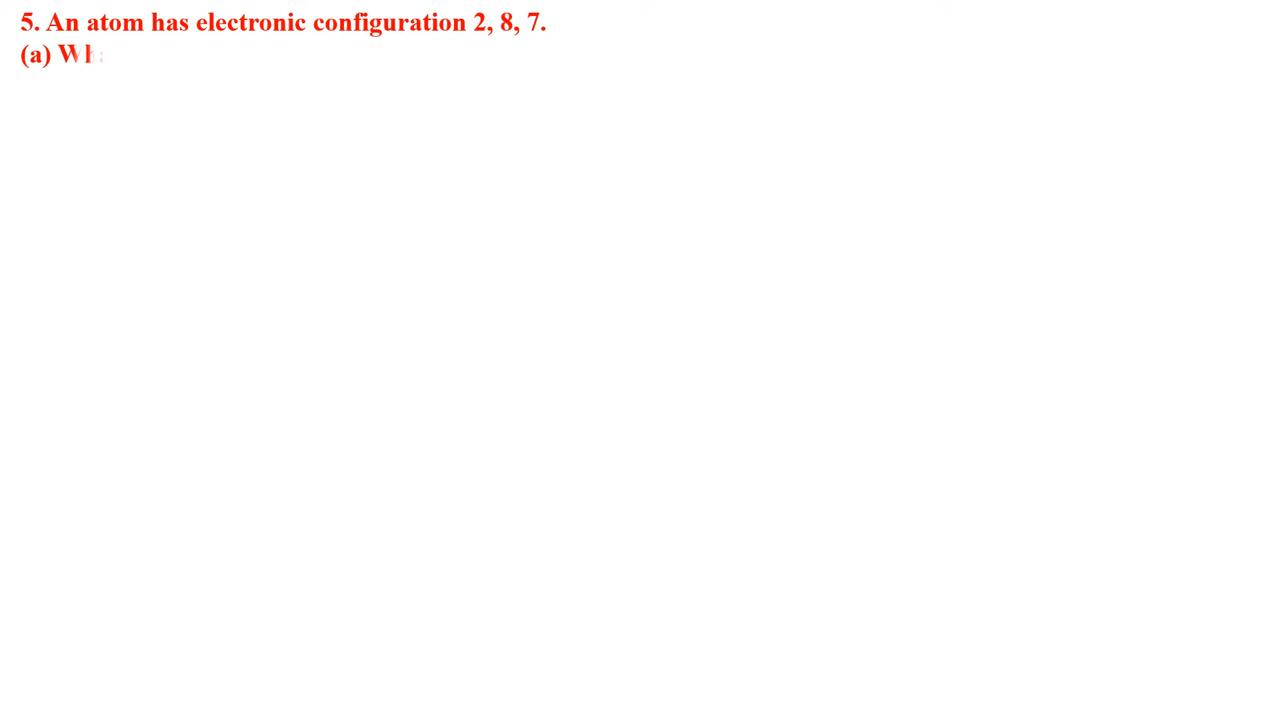 5. An atom has electronic configuration 2, 8, 7.
(a)